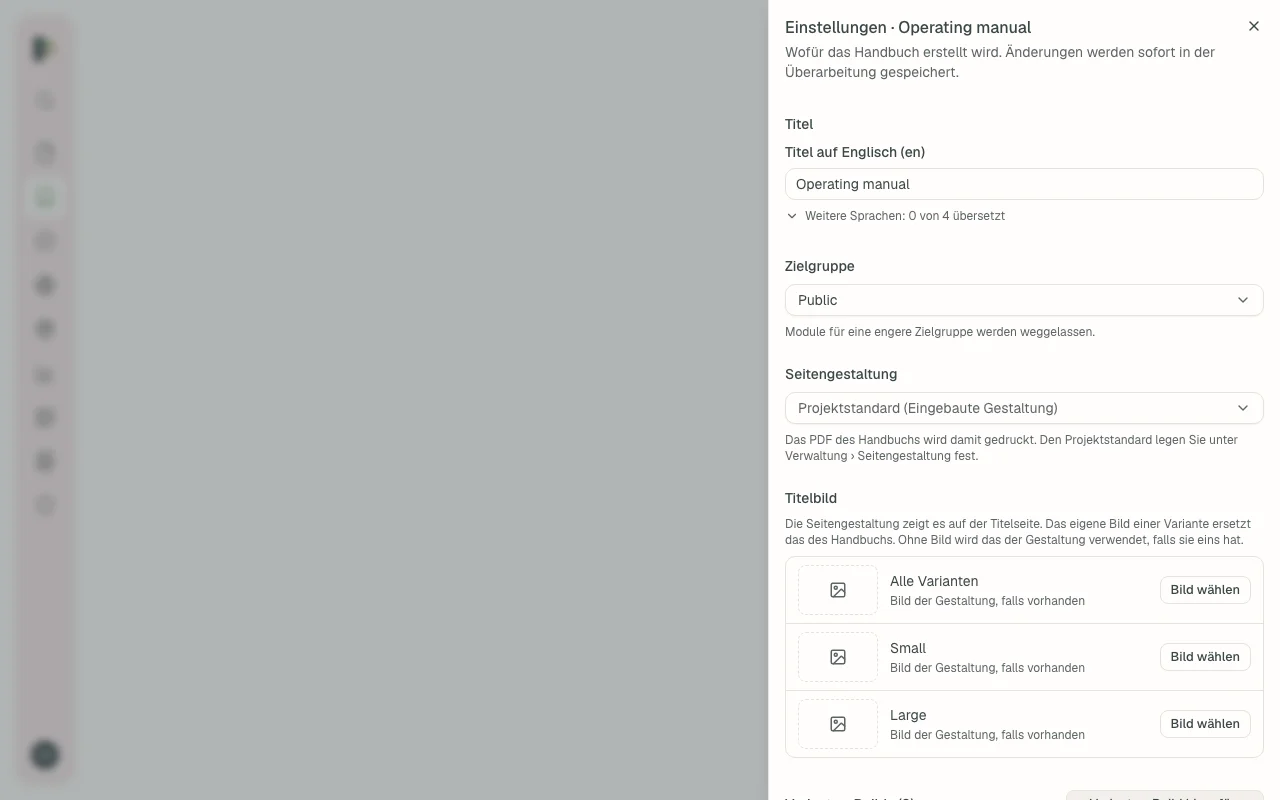 Einstellungen · Operating manual
Wofür das Handbuch erstellt wird. Änderungen werden sofort in der
Überarbeitung gespeichert.
Titel
Titel auf Englisch (en)
Operating manual
Weitere Sprachen: 0 von 4 übersetzt
Zielgruppe
Public
Module für eine engere Zielgruppe werden weggelassen.
Seitengestaltung
Projektstandard (Eingebaute Gestaltung)
Das PDF des Handbuchs wird damit gedruckt. Den Projektstandard legen Sie unter
Verwaltung › Seitengestaltung fest.
Titelbild
Die Seitengestaltung zeigt es auf der Titelseite. Das eigene Bild einer Variante ersetzt
das des Handbuchs. Ohne Bild wird das der Gestaltung verwendet, falls sie eins hat.
Alle Varianten
Bild der Gestaltung, falls vorhanden
Bild wählen
Small
Bild der Gestaltung, falls vorhanden
Bild wählen
Large
Bild der Gestaltung, falls vorhanden
Bild wählen